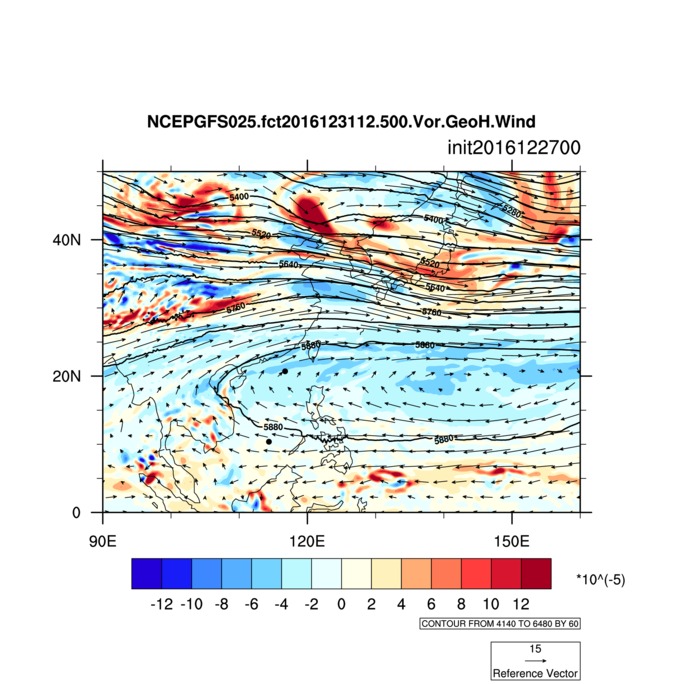 NCEPGFS025.fct2016123112.500.Vor.GeoH.Wind
init2016122700
5400
5280
5400
5520
5520
5640
5640
5760
5760
5880
5880
5880
5880
40N
20N
0
90E 120E 150E
-12 -10 -8 -6 -4 -2 0 2 4 6 8 10 12
*10^(-5)
CONTOUR FROM 4140 TO 6480 BY 60
15
Reference Vector